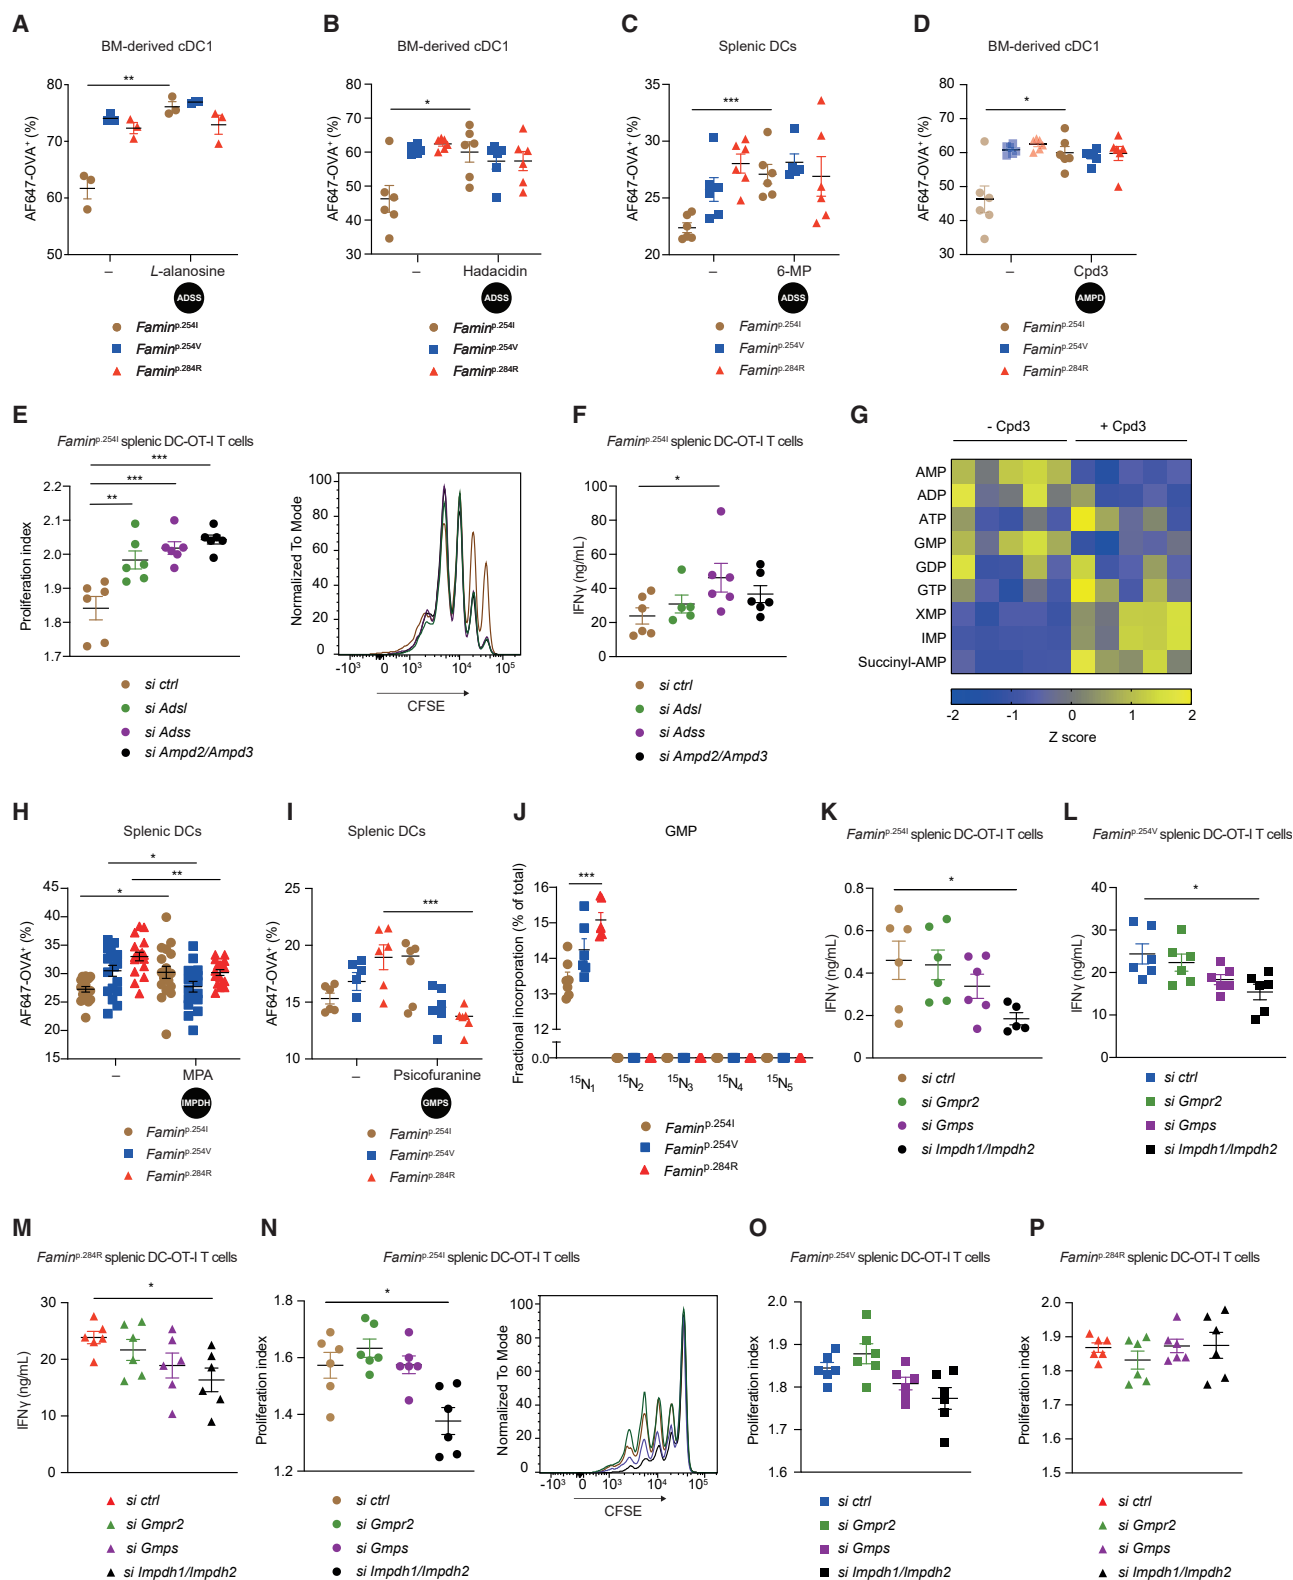 A
BM-derived cDC1
AF647-OVA⁺ (%)
80
70
60
50
**
–
L-alanosine
ADSS
Faminᵖ·²⁵⁴ᴵ
Faminᵖ·²⁵⁴ⱽ
Faminᵖ·²⁸⁴ᴿ
B
BM-derived cDC1
AF647-OVA⁺ (%)
80
70
60
50
40
30
*
–
Hadacidin
ADSS
Faminᵖ·²⁵⁴ᴵ
Faminᵖ·²⁵⁴ⱽ
Faminᵖ·²⁸⁴ᴿ
C
Splenic DCs
AF647-OVA⁺ (%)
35
30
25
20
***
–
6-MP
ADSS
Faminᵖ·²⁵⁴ᴵ
Faminᵖ·²⁵⁴ⱽ
Faminᵖ·²⁸⁴ᴿ
D
BM-derived cDC1
AF647-OVA⁺ (%)
80
70
60
50
40
30
*
–
Cpd3
AMPD
Faminᵖ·²⁵⁴ᴵ
Faminᵖ·²⁵⁴ⱽ
Faminᵖ·²⁸⁴ᴿ
E
Faminᵖ·²⁵⁴ᴵ splenic DC-OT-I T cells
Proliferation index
2.2
2.1
2.0
1.9
1.8
1.7
***
***
**
si ctrl
si Adsl
si Adss
si Ampd2/Ampd3
Normalized To Mode
100
80
60
40
20
0
-10³ 0 10³ 10⁴ 10⁵
CFSE
F
Faminᵖ·²⁵⁴ᴵ splenic DC-OT-I T cells
IFNγ (ng/mL)
100
80
60
40
20
0
*
si ctrl
si Adsl
si Adss
si Ampd2/Ampd3
G
- Cpd3 + Cpd3
AMP
ADP
ATP
GMP
GDP
GTP
XMP
IMP
Succinyl-AMP
-2 -1 0 1 2
Z score
H
Splenic DCs
AF647-OVA⁺ (%)
45
40
35
30
25
20
15
*
**
*
–
MPA
IMPDH
Faminᵖ·²⁵⁴ᴵ
Faminᵖ·²⁵⁴ⱽ
Faminᵖ·²⁸⁴ᴿ
I
Splenic DCs
AF647-OVA⁺ (%)
25
20
15
10
***
–
Psicofuranine
GMPS
Faminᵖ·²⁵⁴ᴵ
Faminᵖ·²⁵⁴ⱽ
Faminᵖ·²⁸⁴ᴿ
J
GMP
Fractional incorporation (% of total)
16
15
14
13
12
0.0
***
¹⁵N₁ ¹⁵N₂ ¹⁵N₃ ¹⁵N₄ ¹⁵N₅
Faminᵖ·²⁵⁴ᴵ
Faminᵖ·²⁵⁴ⱽ
Faminᵖ·²⁸⁴ᴿ
K
Faminᵖ·²⁵⁴ᴵ splenic DC-OT-I T cells
IFNγ (ng/mL)
0.8
0.6
0.4
0.2
0
*
si ctrl
si Gmpr2
si Gmps
si Impdh1/Impdh2
L
Faminᵖ·²⁵⁴ⱽ splenic DC-OT-I T cells
IFNγ (ng/mL)
40
30
20
10
0
*
si ctrl
si Gmpr2
si Gmps
si Impdh1/Impdh2
M
Faminᵖ·²⁸⁴ᴿ splenic DC-OT-I T cells
IFNγ (ng/mL)
30
20
10
0
*
si ctrl
si Gmpr2
si Gmps
si Impdh1/Impdh2
N
Faminᵖ·²⁵⁴ᴵ splenic DC-OT-I T cells
Proliferation index
1.8
1.6
1.4
1.2
*
si ctrl
si Gmpr2
si Gmps
si Impdh1/Impdh2
Normalized To Mode
100
80
60
40
20
0
-10³ 0 10³ 10⁴ 10⁵
CFSE
O
Faminᵖ·²⁵⁴ⱽ splenic DC-OT-I T cells
Proliferation index
2.0
1.9
1.8
1.7
1.6
si ctrl
si Gmpr2
si Gmps
si Impdh1/Impdh2
P
Faminᵖ·²⁸⁴ᴿ splenic DC-OT-I T cells
Proliferation index
2.0
1.9
1.8
1.7
1.6
1.5
si ctrl
si Gmpr2
si Gmps
si Impdh1/Impdh2